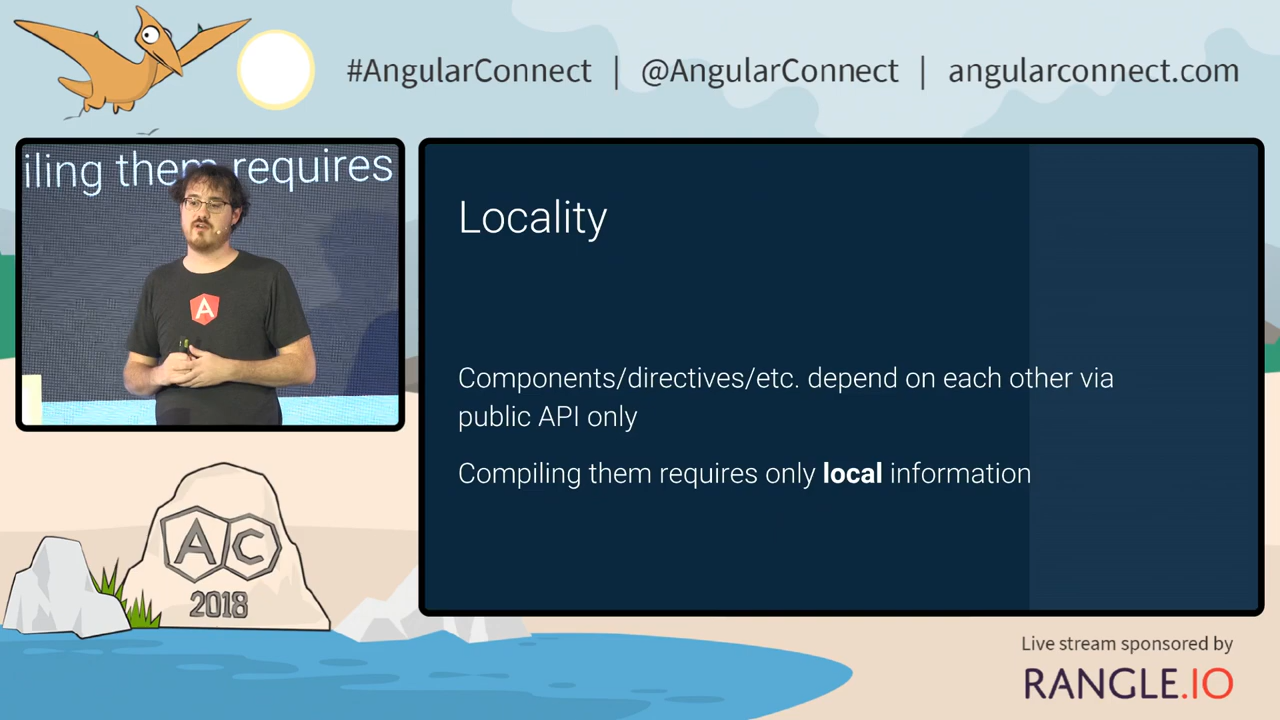 #AngularConnect | @AngularConnect | angularconnect.com
iling them requires
A
Locality
Components/directives/etc. depend on each other via
public API only
Compiling them requires only local information
AC
2018
Live stream sponsored by
RANGLE.IO